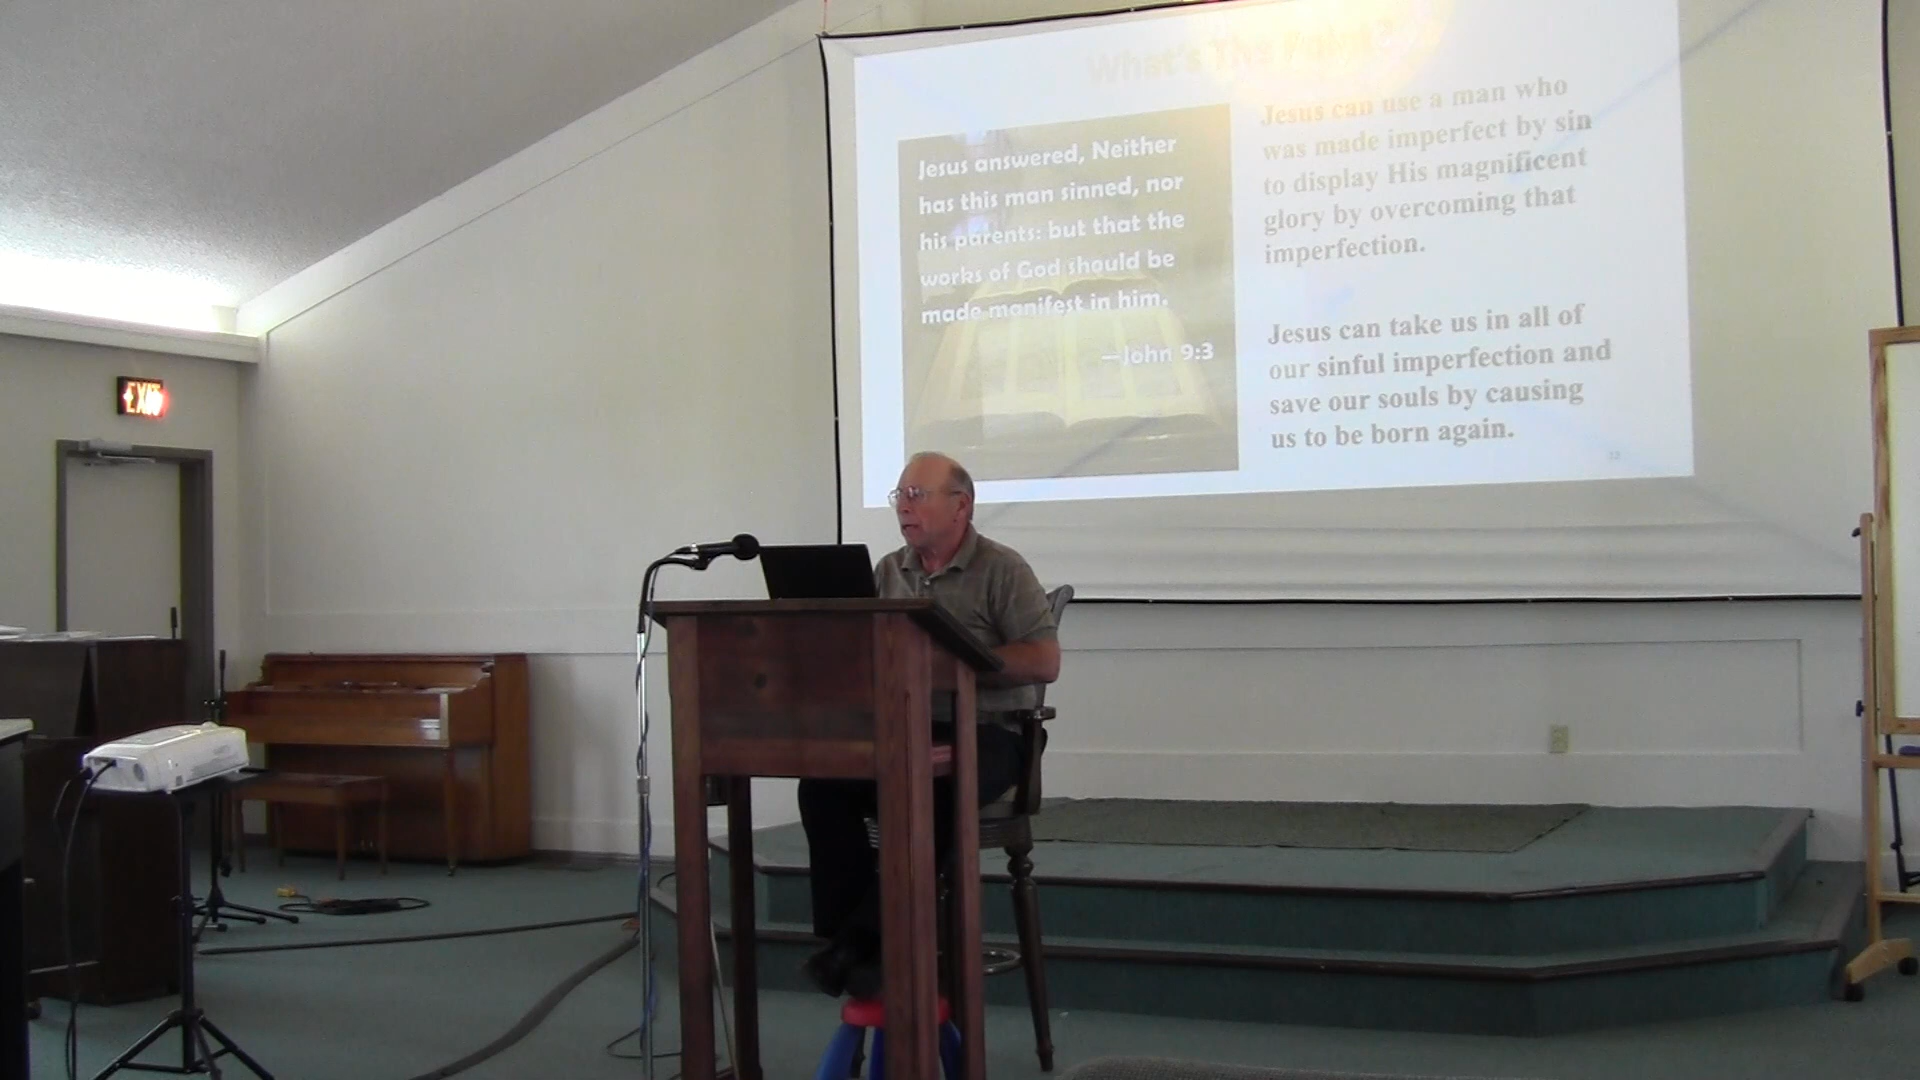 What's The Point?
Jesus answered, Neither
has this man sinned, nor
his parents: but that the
works of God should be
made manifest in him.
—John 9:3
Jesus can use a man who
was made imperfect by sin
to display His magnificent
glory by overcoming that
imperfection.
Jesus can take us in all of
our sinful imperfection and
save our souls by causing
us to be born again.
EXIT